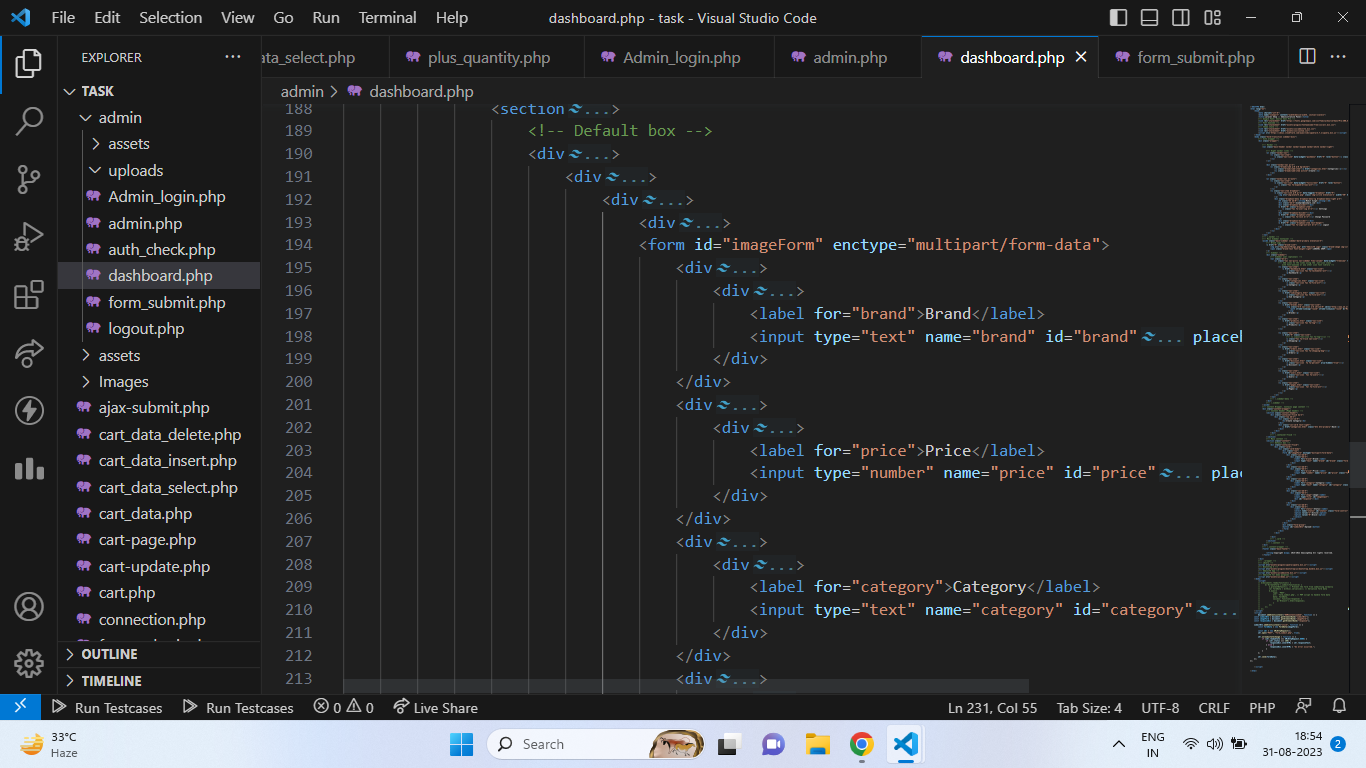 File Edit Selection View Go Run Terminal Help dashboard.php - task - Visual Studio Code
EXPLORER
ata_select.php plus_quantity.php Admin_login.php admin.php dashboard.php form_submit.php
admin > dashboard.php
TASK
admin
assets
uploads
Admin_login.php
admin.php
auth_check.php
dashboard.php
form_submit.php
logout.php
assets
Images
ajax-submit.php
cart_data_delete.php
cart_data_insert.php
cart_data_select.php
cart_data.php
cart-page.php
cart-update.php
cart.php
connection.php
OUTLINE
TIMELINE
188 <section ...>
189 <!-- Default box -->
190 <div ...>
191 <div ...>
192 <div ...>
193 <div ...>
194 <form id="imageForm" enctype="multipart/form-data">
195 <div ...>
196 <div ...>
197 <label for="brand">Brand</label>
198 <input type="text" name="brand" id="brand" ... placeh
199 </div>
200 </div>
201 <div ...>
202 <div ...>
203 <label for="price">Price</label>
204 <input type="number" name="price" id="price" ... plac
205 </div>
206 </div>
207 <div ...>
208 <div ...>
209 <label for="category">Category</label>
210 <input type="text" name="category" id="category" ...
211 </div>
212 </div>
213 <div ...>
Run Testcases Run Testcases 0 0 Live Share Ln 231, Col 55 Tab Size: 4 UTF-8 CRLF PHP
33°C
Haze
Search
ENG
IN
18:54
31-08-2023
2